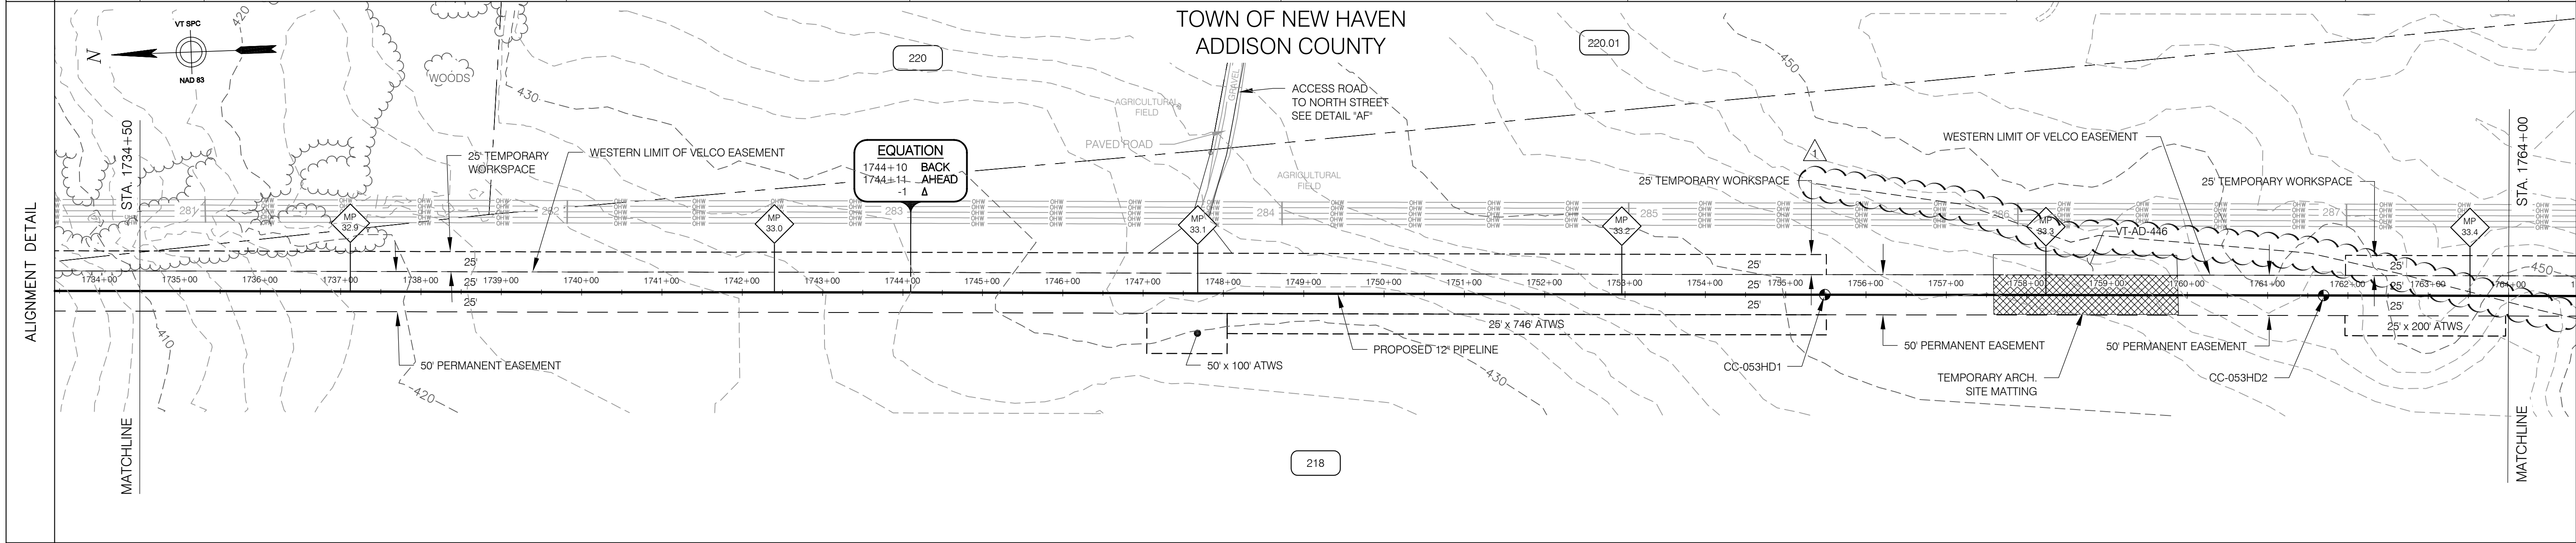 ALIGNMENT DETAIL
TOWN OF NEW HAVEN
ADDISON COUNTY
VT SPC
N
NAD 83
420
WOODS
430
220
220.01
450
GRAVEL
AGRICULTURAL
FIELD
PAVED ROAD
ACCESS ROAD
TO NORTH STREET
SEE DETAIL "AF"
AGRICULTURAL
FIELD
STA. 1734+50
MATCHLINE
25' TEMPORARY
WORKSPACE
WESTERN LIMIT OF VELCO EASEMENT
EQUATION
1744+10 BACK
1744+11 AHEAD
-1 Δ
1
25' TEMPORARY WORKSPACE
WESTERN LIMIT OF VELCO EASEMENT
25' TEMPORARY WORKSPACE
STA. 1764+00
MATCHLINE
OHW
281
282
283
284
285
286
287
MP
32.9
MP
33.0
MP
33.1
MP
33.2
MP
33.3
MP
33.4
VT-AD-446
450
25'
25'
25'
25'
25'
25'
25'
25'
25'
1734+00
1735+00
1736+00
1737+00
1738+00
1739+00
1740+00
1741+00
1742+00
1743+00
1744+00
1745+00
1746+00
1747+00
1748+00
1749+00
1750+00
1751+00
1752+00
1753+00
1754+00
1755+00
1756+00
1757+00
1758+00
1759+00
1760+00
1761+00
1762+00
1763+00
1764+00
410
50' PERMANENT EASEMENT
420
50' x 100' ATWS
25' x 746' ATWS
PROPOSED 12" PIPELINE
430
CC-053HD1
50' PERMANENT EASEMENT
TEMPORARY ARCH.
SITE MATTING
50' PERMANENT EASEMENT
CC-053HD2
25' x 200' ATWS
218